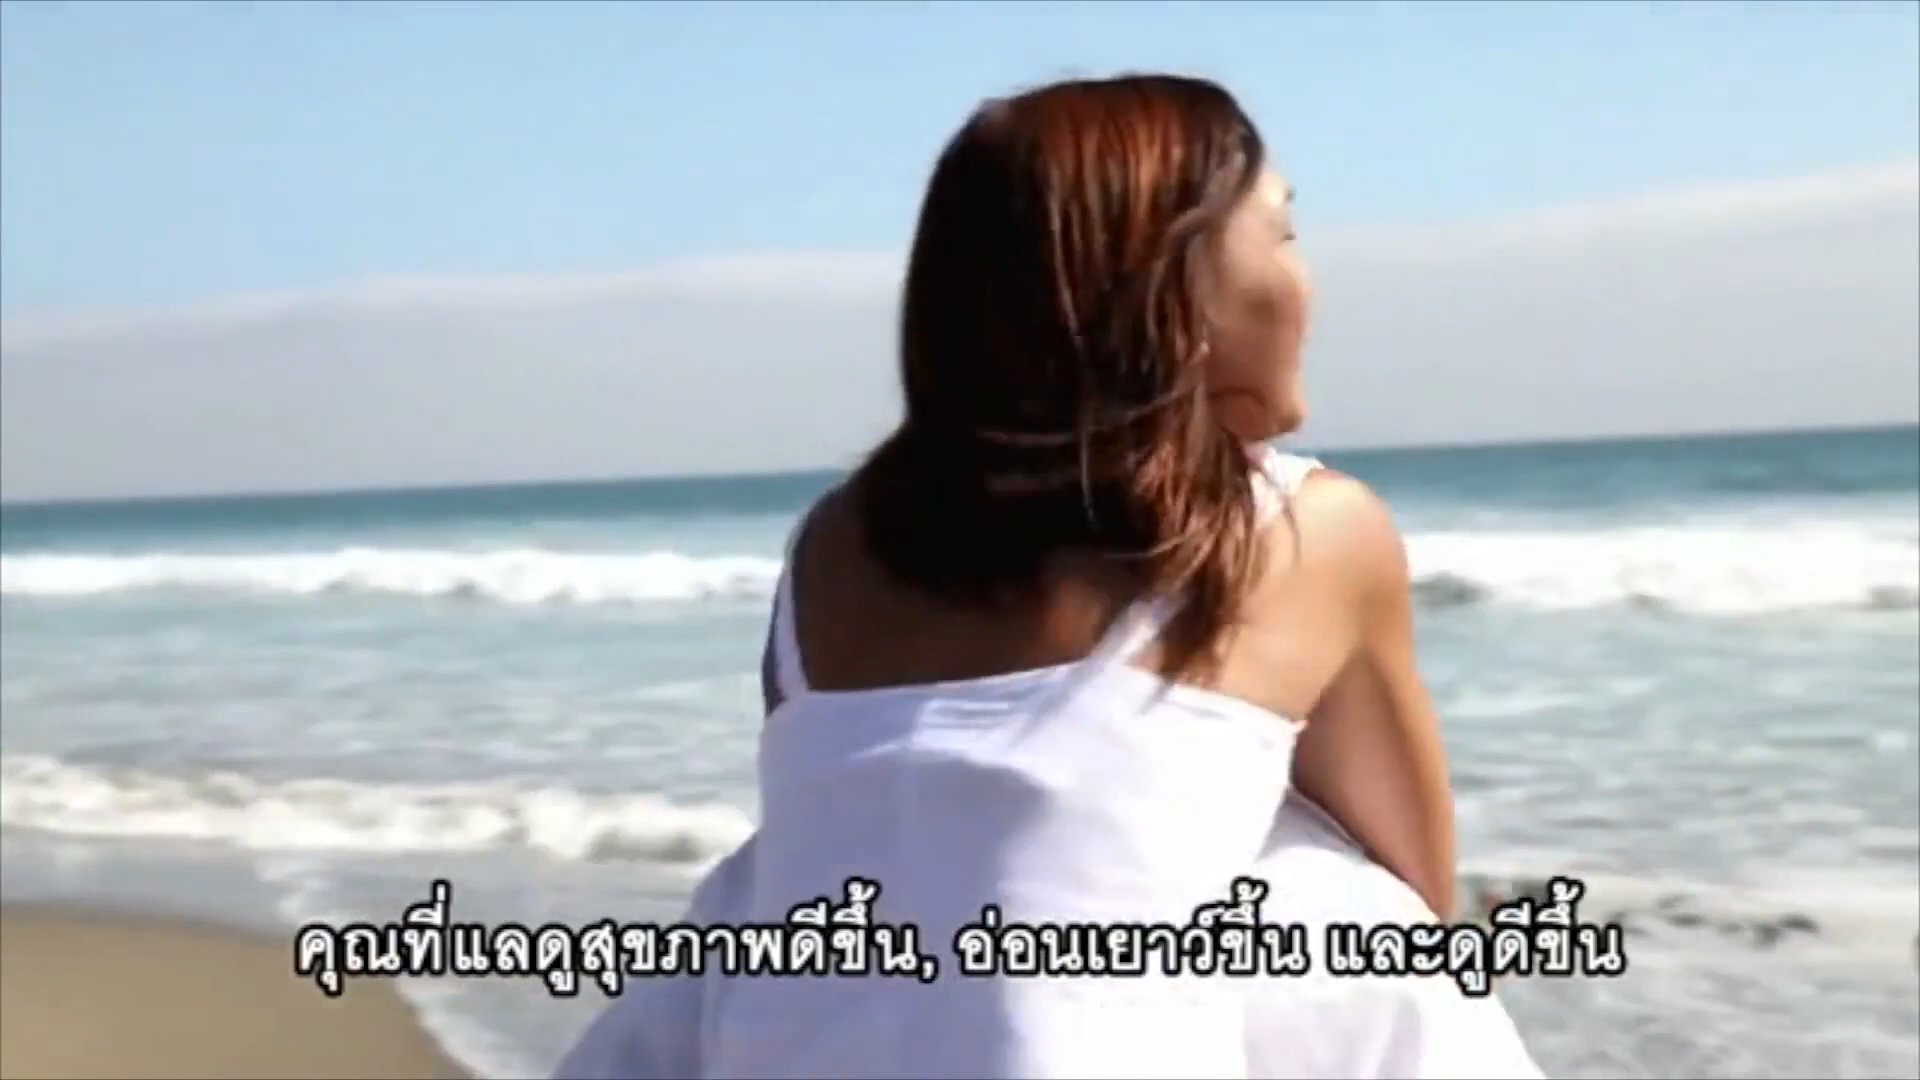 คุณที่แลดูสุขภาพดีขึ้น, อ่อนเยาว์ขึ้น และดูดีขึ้น